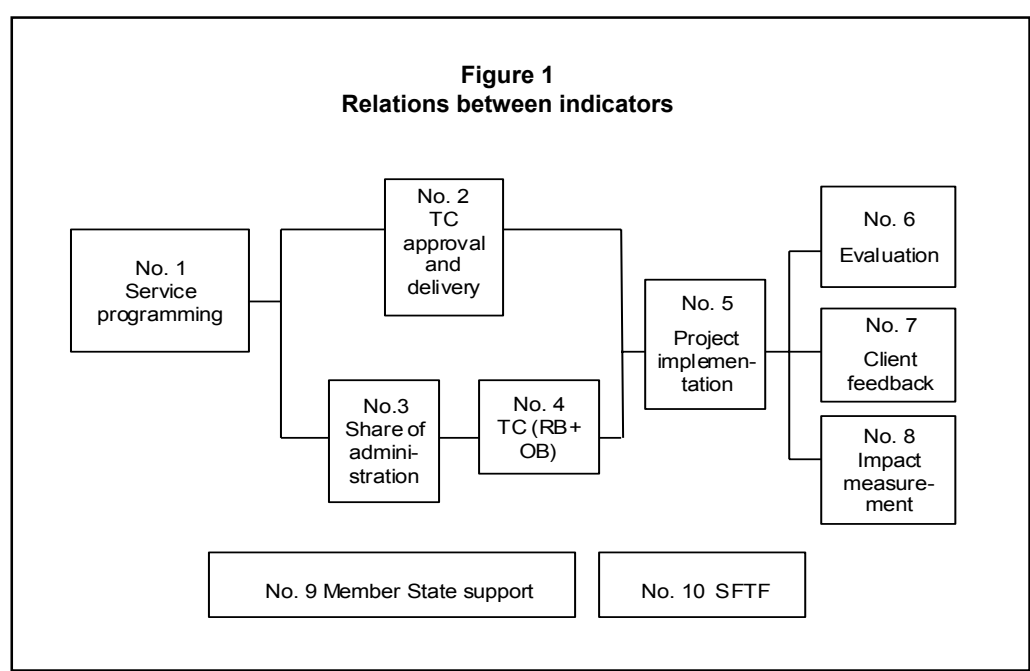 Figure 1
Relations between indicators
No. 1
Service
programming
No. 2
TC
approval
and
delivery
No.3
Share of
admini-
stration
No. 4
TC (RB+
OB)
No. 5
Project
implemen-
tation
No. 6
Evaluation
No. 7
Client
feedback
No. 8
Impact
measure-
ment
No. 9 Member State support
No. 10 SFTF